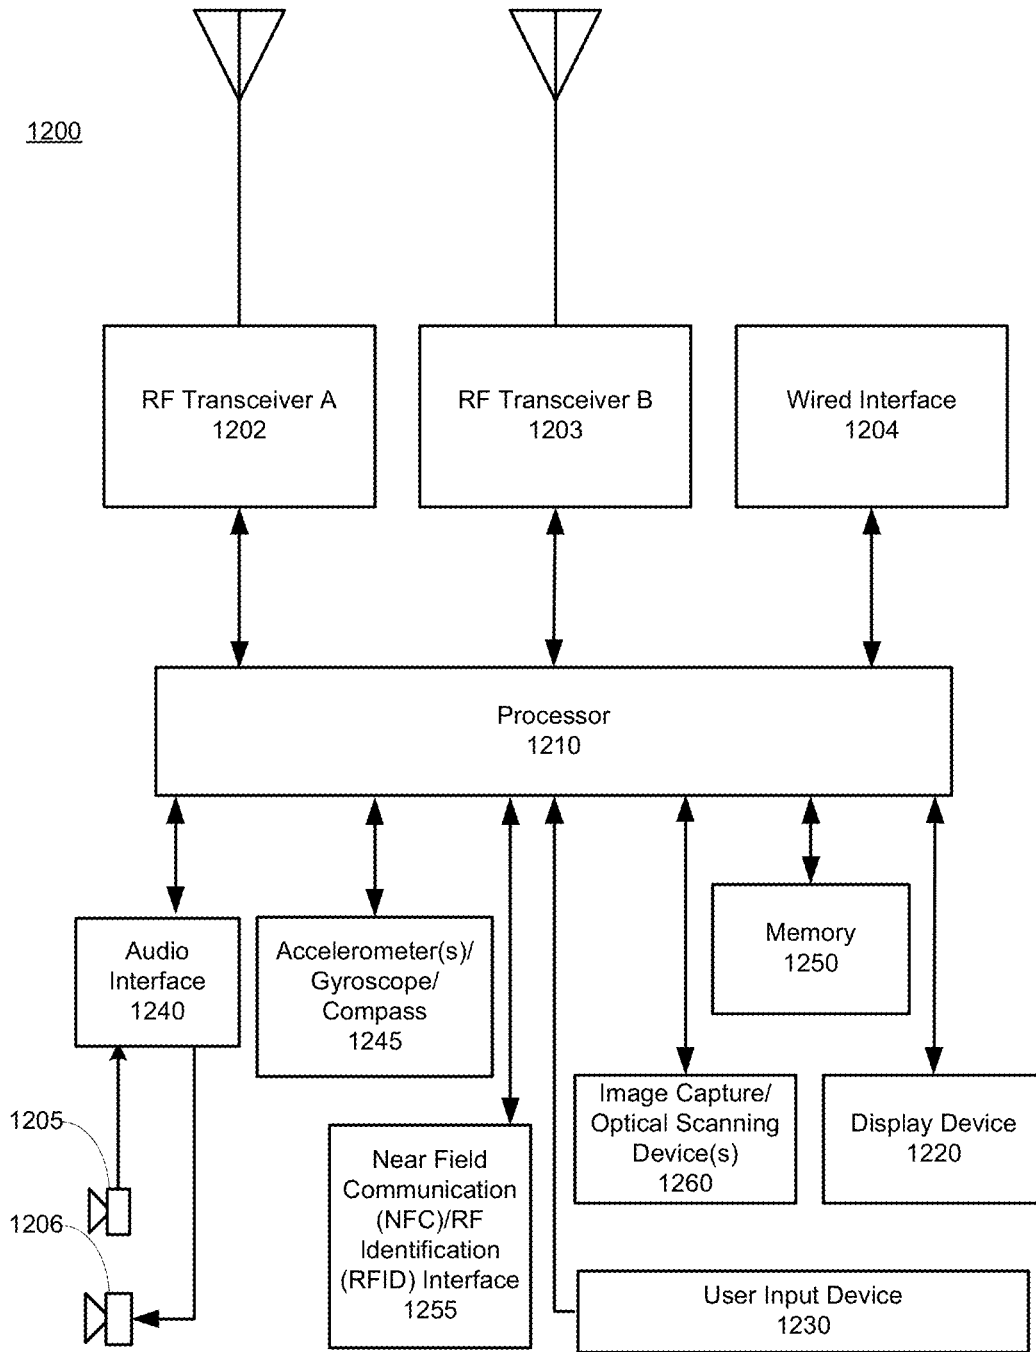 1200
RF Transceiver A
1202
RF Transceiver B
1203
Wired Interface
1204
Processor
1210
Audio
Interface
1240
Accelerometer(s)/
Gyroscope/
Compass
1245
Memory
1250
1205
1206
Near Field
Communication
(NFC)/RF
Identification
(RFID) Interface
1255
Image Capture/
Optical Scanning
Device(s)
1260
Display Device
1220
User Input Device
1230